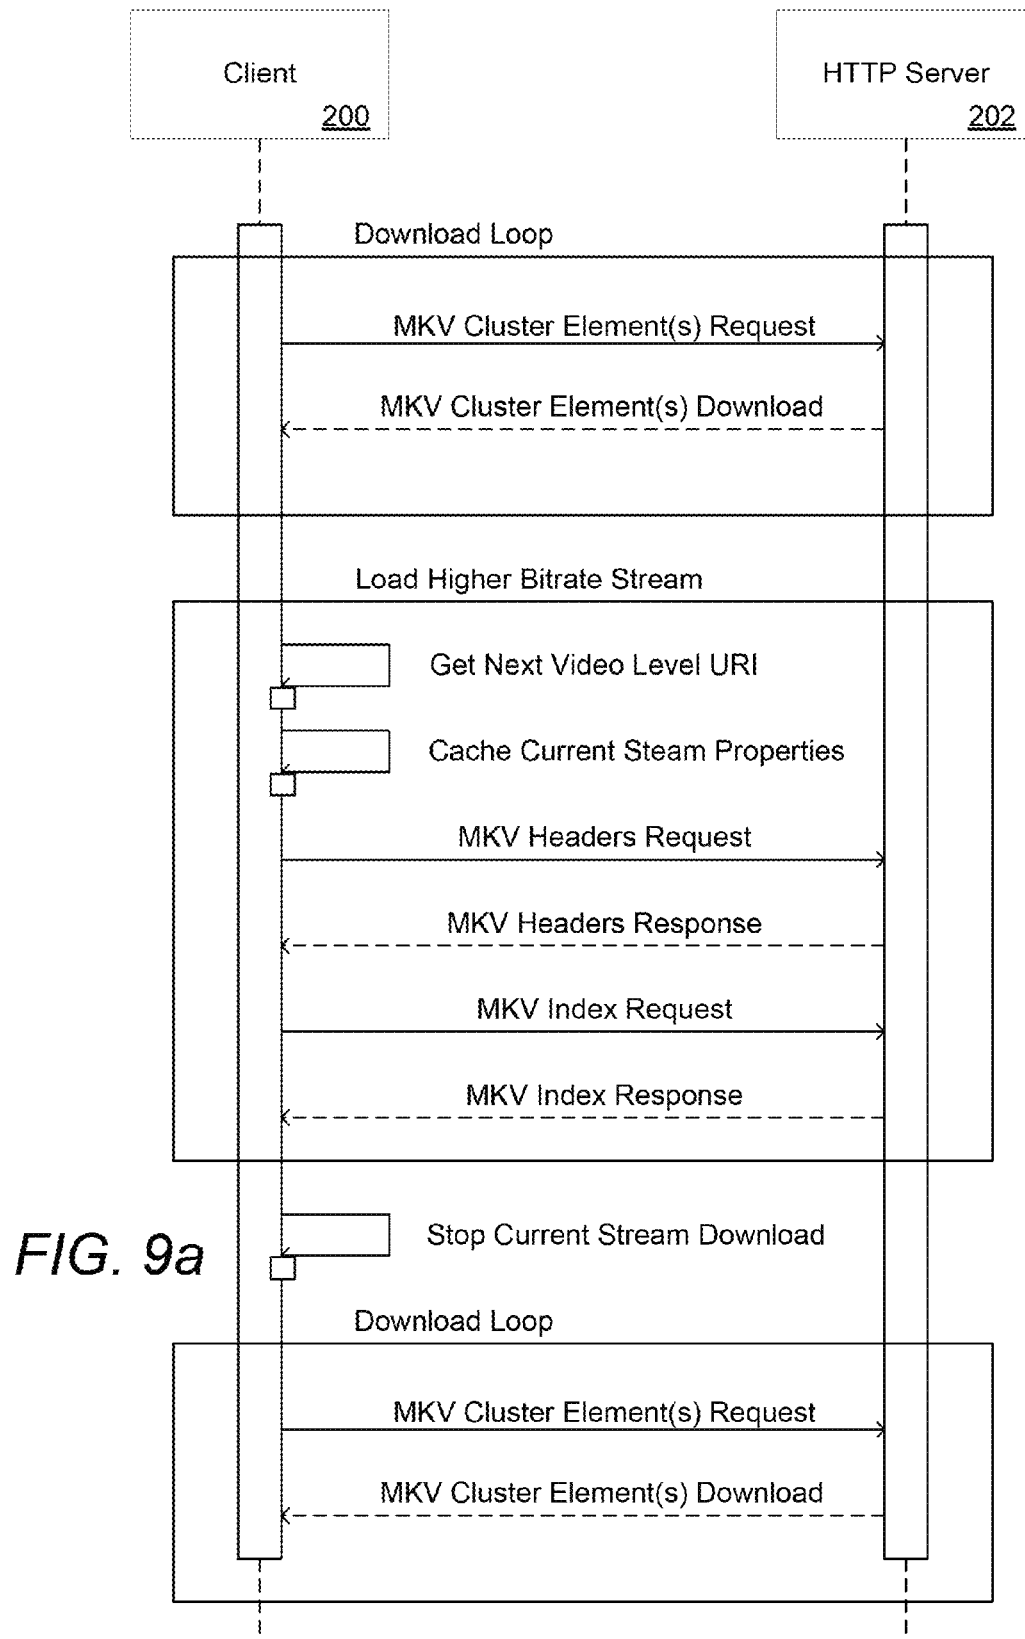 Client
200
HTTP Server
202
Download Loop
MKV Cluster Element(s) Request
MKV Cluster Element(s) Download
Load Higher Bitrate Stream
Get Next Video Level URI
Cache Current Steam Properties
MKV Headers Request
MKV Headers Response
MKV Index Request
MKV Index Response
Stop Current Stream Download
FIG. 9a
Download Loop
MKV Cluster Element(s) Request
MKV Cluster Element(s) Download